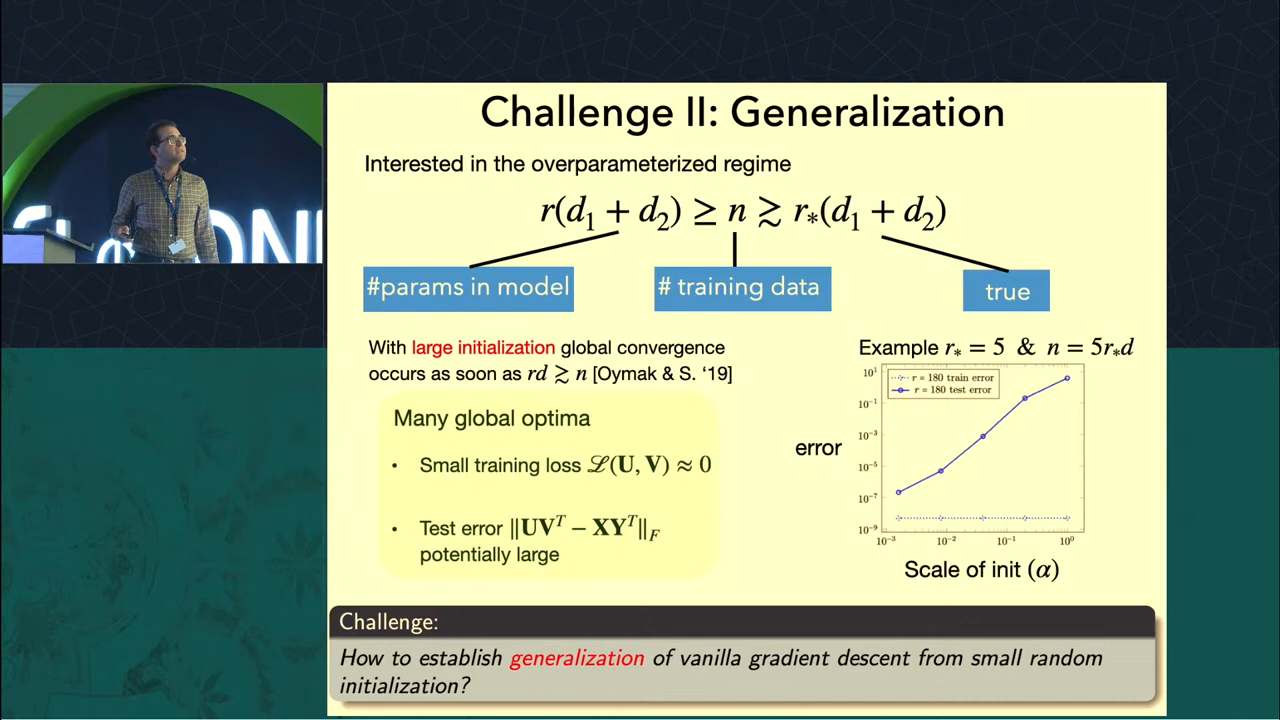 Challenge II: Generalization
Interested in the overparameterized regime
r(d₁ + d₂) ≥ n ≳ r*(d₁ + d₂)
#params in model
# training data
true
With large initialization global convergence
occurs as soon as rd ≳ n [Oymak & S. ‘19]
Many global optima
• Small training loss ℒ(U, V) ≈ 0
• Test error ||UVᵀ − XYᵀ||F
potentially large
Example r* = 5 & n = 5r*d
r = 180 train error
r = 180 test error
10¹
10⁻¹
10⁻³
10⁻⁵
10⁻⁷
10⁻⁹
error
10⁻³ 10⁻² 10⁻¹ 10⁰
Scale of init (α)
Challenge:
How to establish generalization of vanilla gradient descent from small random
initialization?